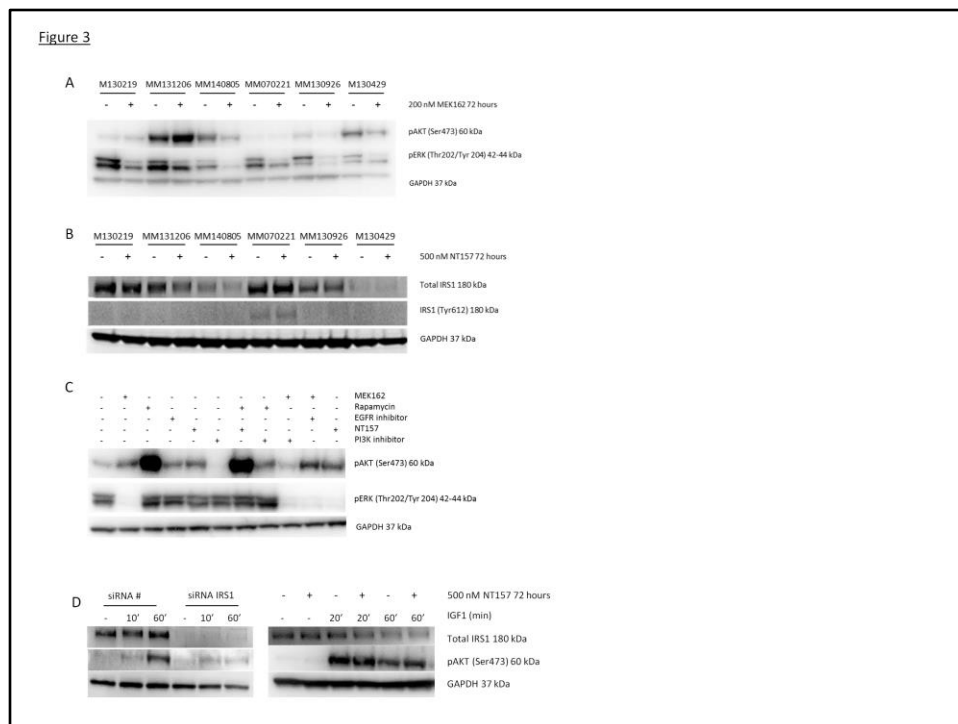 Figure 3
A
M130219 MM131206 MM140805 MM070221 MM130926 M130429
- + - + - + - + - + - + 200 nM MEK162 72 hours
pAKT (Ser473) 60 kDa
pERK (Thr202/Tyr 204) 42-44 kDa
GAPDH 37 kDa
B
M130219 MM131206 MM140805 MM070221 MM130926 M130429
- + - + - + - + - + - + 500 nM NT157 72 hours
Total IRS1 180 kDa
IRS1 (Tyr612) 180 kDa
GAPDH 37 kDa
C
- + - - - - - - + + - MEK162
- - + - - - + + - - - Rapamycin
- - - + - - - - - + - EGFR inhibitor
- - - - + - + - - - + NT157
- - - - - + - + + - - PI3K inhibitor
pAKT (Ser473) 60 kDa
pERK (Thr202/Tyr 204) 42-44 kDa
GAPDH 37 kDa
D
siRNA # siRNA IRS1
- 10' 60' - 10' 60'
- + - + - + 500 nM NT157 72 hours
- - 20' 20' 60' 60' IGF1 (min)
Total IRS1 180 kDa
pAKT (Ser473) 60 kDa
GAPDH 37 kDa